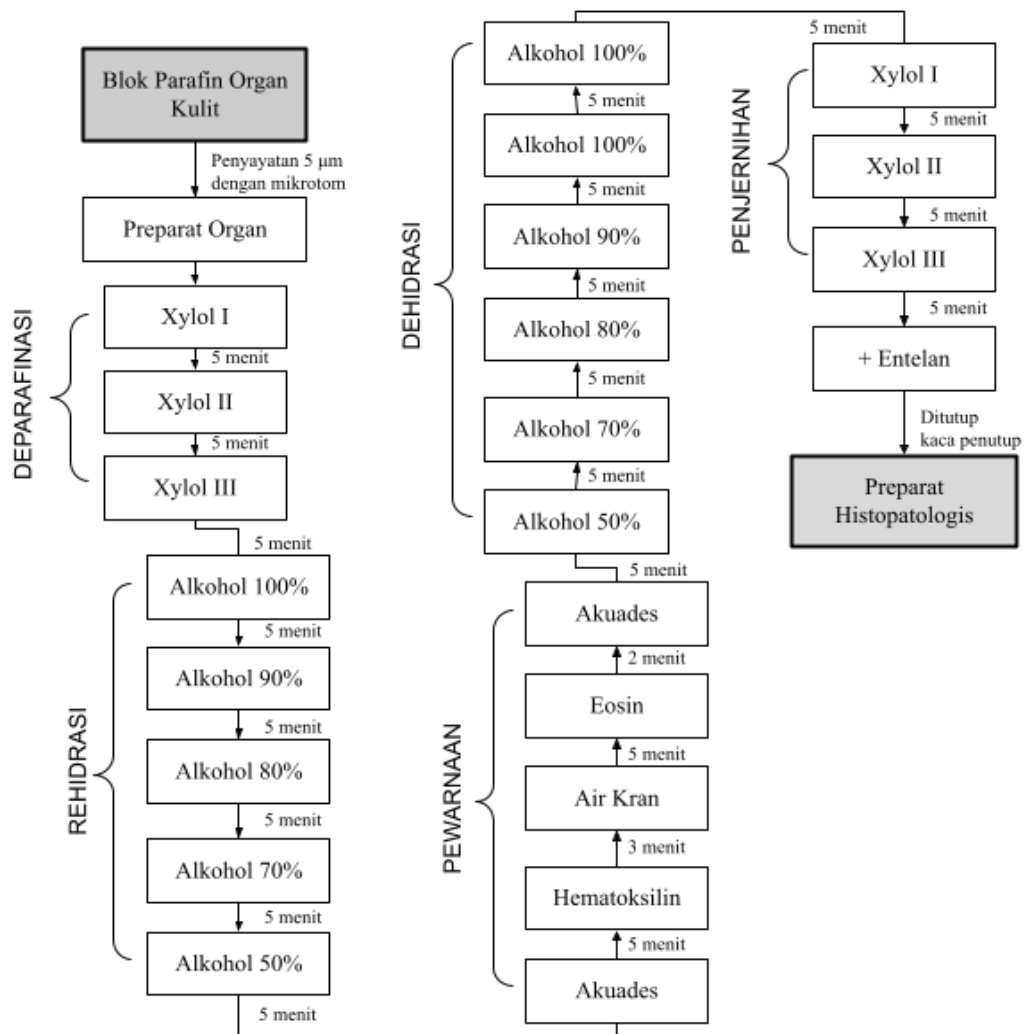 Blok Parafin Organ
Kulit
Penyayatan 5 μm
dengan mikrotom
Preparat Organ
DEPARAFINASI
Xylol I
5 menit
Xylol II
5 menit
Xylol III
5 menit
REHIDRASI
Alkohol 100%
5 menit
Alkohol 90%
5 menit
Alkohol 80%
5 menit
Alkohol 70%
5 menit
Alkohol 50%
5 menit
PEWARNAAN
Akuades
5 menit
Hematoksilin
3 menit
Air Kran
5 menit
Eosin
2 menit
Akuades
5 menit
DEHIDRASI
Alkohol 50%
5 menit
Alkohol 70%
5 menit
Alkohol 80%
5 menit
Alkohol 90%
5 menit
Alkohol 100%
5 menit
Alkohol 100%
5 menit
PENJERNIHAN
Xylol I
5 menit
Xylol II
5 menit
Xylol III
5 menit
+ Entelan
Ditutup
kaca penutup
Preparat
Histopatologis